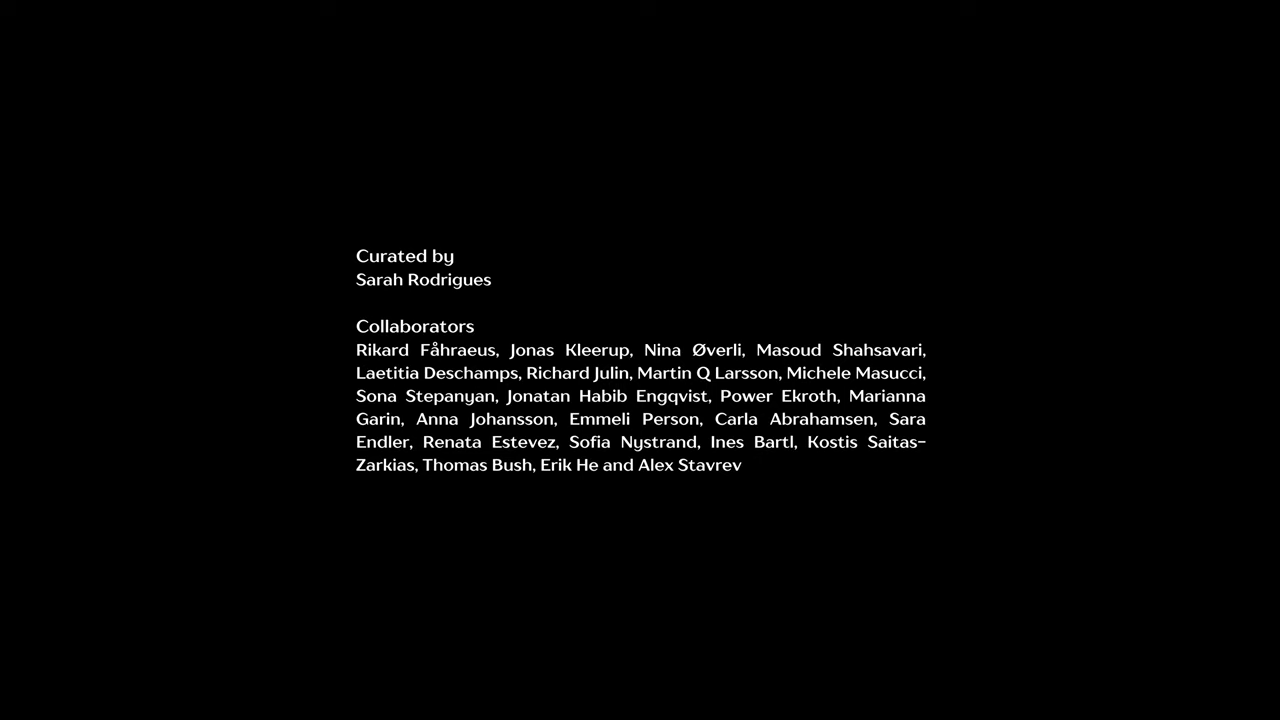 Curated by
Sarah Rodrigues
Collaborators
Rikard Fåhraeus, Jonas Kleerup, Nina Øverli, Masoud Shahsavari,
Laetitia Deschamps, Richard Julin, Martin Q Larsson, Michele Masucci,
Sona Stepanyan, Jonatan Habib Engqvist, Power Ekroth, Marianna
Garin, Anna Johansson, Emmeli Person, Carla Abrahamsen, Sara
Endler, Renata Estevez, Sofia Nystrand, Ines Bartl, Kostis Saitas-
Zarkias, Thomas Bush, Erik He and Alex Stavrev